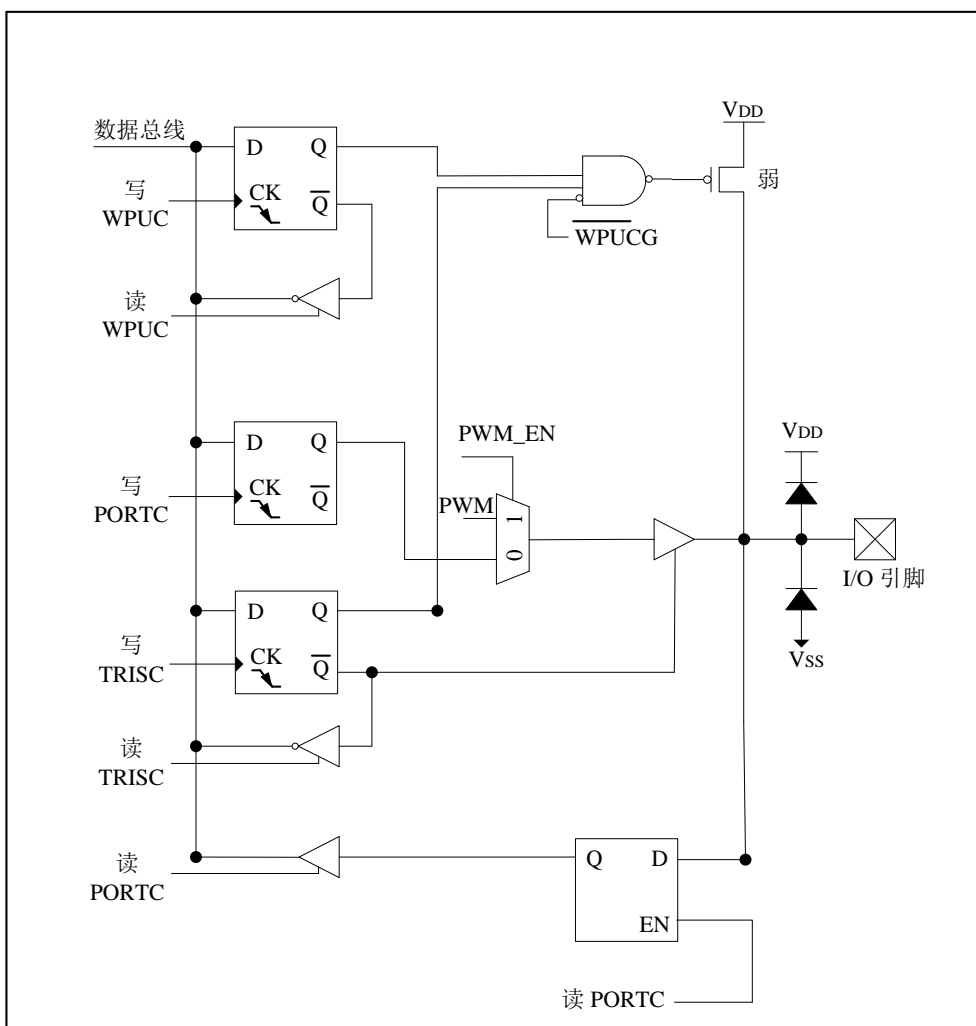 VDD
数据总线
D Q
弱
写
WPUC
CK
Q̅
W̅P̅U̅C̅G̅
读
WPUC
PWM_EN
VDD
D Q
PWM
1
写
PORTC
CK
Q̅
0
I/O 引脚
D Q
写
TRISC
CK
Q̅
VSS
读
TRISC
Q D
读
PORTC
EN
读 PORTC